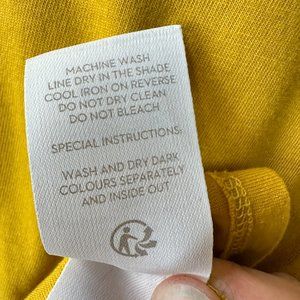 MACHINE WASH
LINE DRY IN THE SHADE
COOL IRON ON REVERSE
DO NOT DRY CLEAN
DO NOT BLEACH
SPECIAL INSTRUCTIONS:
WASH AND DRY DARK
COLOURS SEPARATELY
AND INSIDE OUT